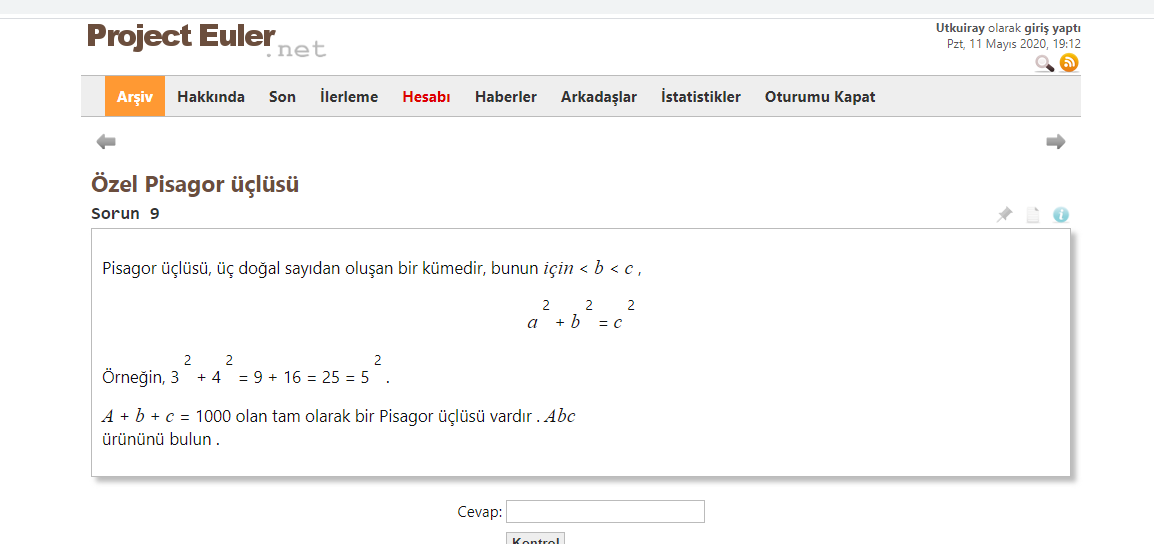 Project Euler
.net
Utkuiray olarak giriş yaptı
Pzt, 11 Mayıs 2020, 19:12
Arşiv Hakkında Son İlerleme Hesabı Haberler Arkadaşlar İstatistikler Oturumu Kapat
Özel Pisagor üçlüsü
Sorun 9
Pisagor üçlüsü, üç doğal sayıdan oluşan bir kümedir, bunun için < b < c ,
a 2 + b 2 = c 2
Örneğin, 3 2 + 4 2 = 9 + 16 = 25 = 5 2 .
A + b + c = 1000 olan tam olarak bir Pisagor üçlüsü vardır . Abc
ürününü bulun .
Cevap:
Kontrol